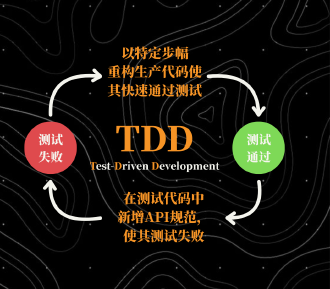 以特定步幅
重构生产代码使
其快速通过测试
测试
失败
TDD
Test-Driven Development
测试
通过
在测试代码中
新增API规范,
使其测试失败